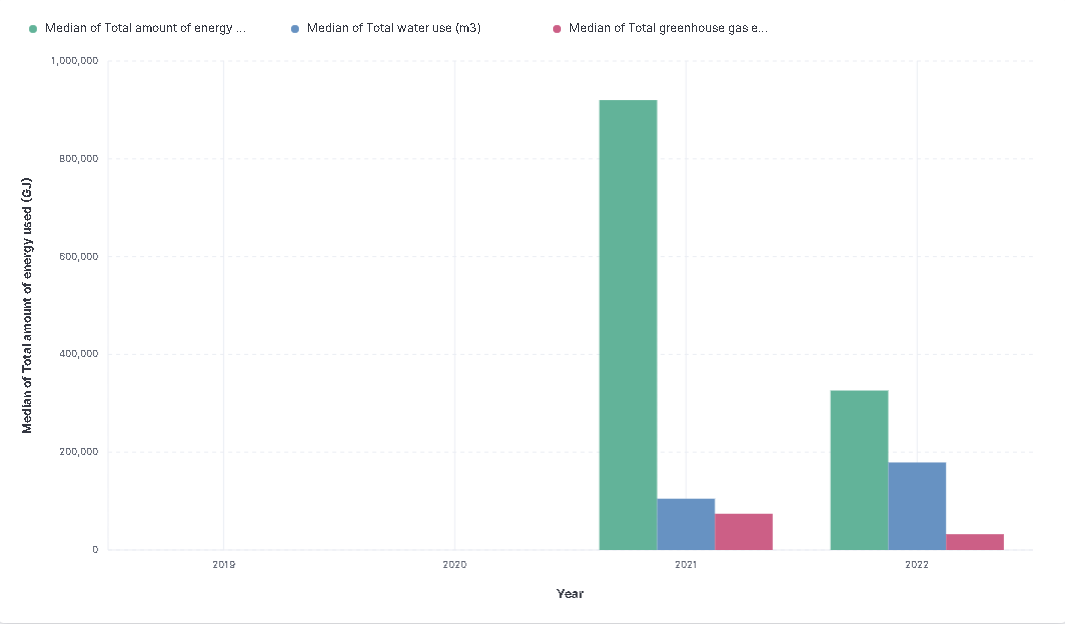 Median of Total amount of energy ...
Median of Total water use (m3)
Median of Total greenhouse gas e...
1,000,000
800,000
600,000
400,000
200,000
0
Median of Total amount of energy used (GJ)
2019
2020
2021
2022
Year